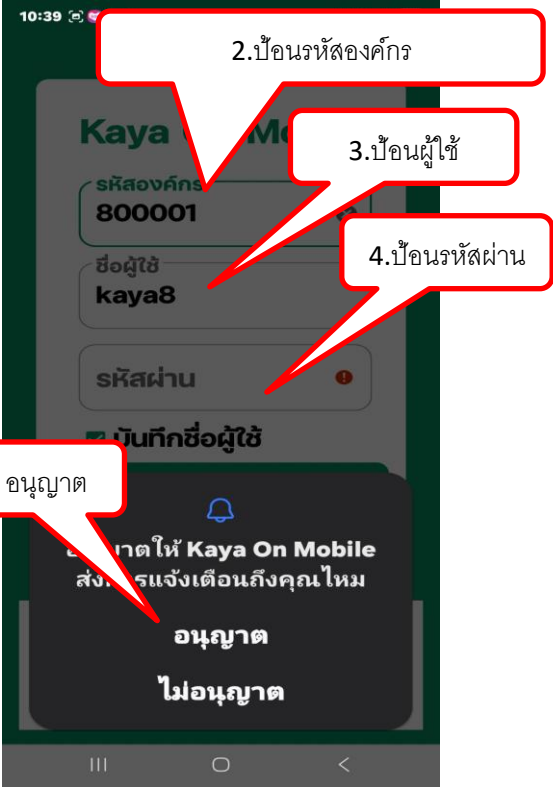 10:39
2.ป้อนรหัสองค์กร
Kaya
3.ป้อนผู้ใช้
รหัสองค์กร
800001
ชื่อผู้ใช้
kaya8
4.ป้อนรหัสผ่าน
รหัสผ่าน
บันทึกชื่อผู้ใช้
อนุญาต
ให้ Kaya On Mobile
แจ้งเตือนถึงคุณไหม
อนุญาต
ไม่อนุญาต